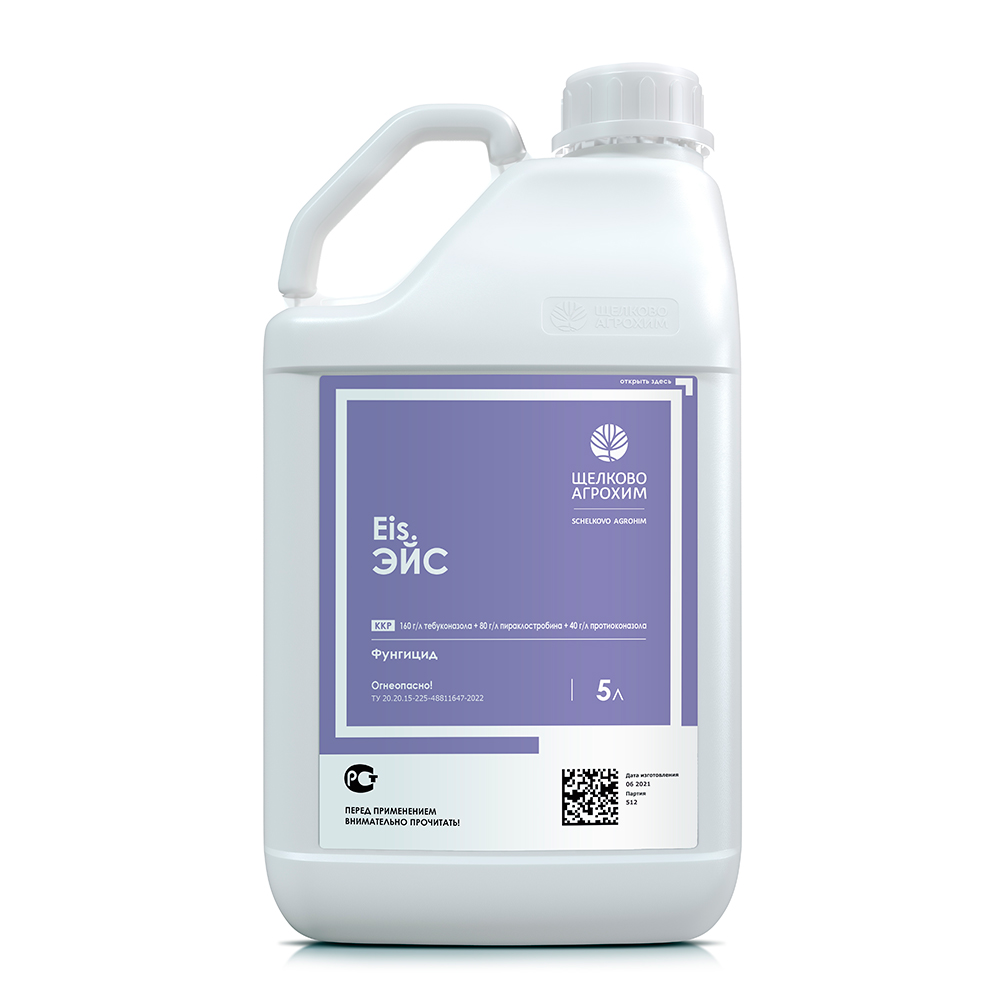 ЩЕЛКОВО
АГРОХИМ
открыть здесь
ЩЕЛКОВО
АГРОХИМ
SCHELKOVO AGROHIM
Eis.
ЭЙС
ККР 160 г/л тебуконазола + 80 г/л пираклостробина + 40 г/л протиоконазола
Фунгицид
Огнеопасно!
ТУ 20.20.15-225-48811647-2022
5 л
РСТ
Дата изготовления
06 2021
Партия
512
ПЕРЕД ПРИМЕНЕНИЕМ
ВНИМАТЕЛЬНО ПРОЧИТАТЬ!